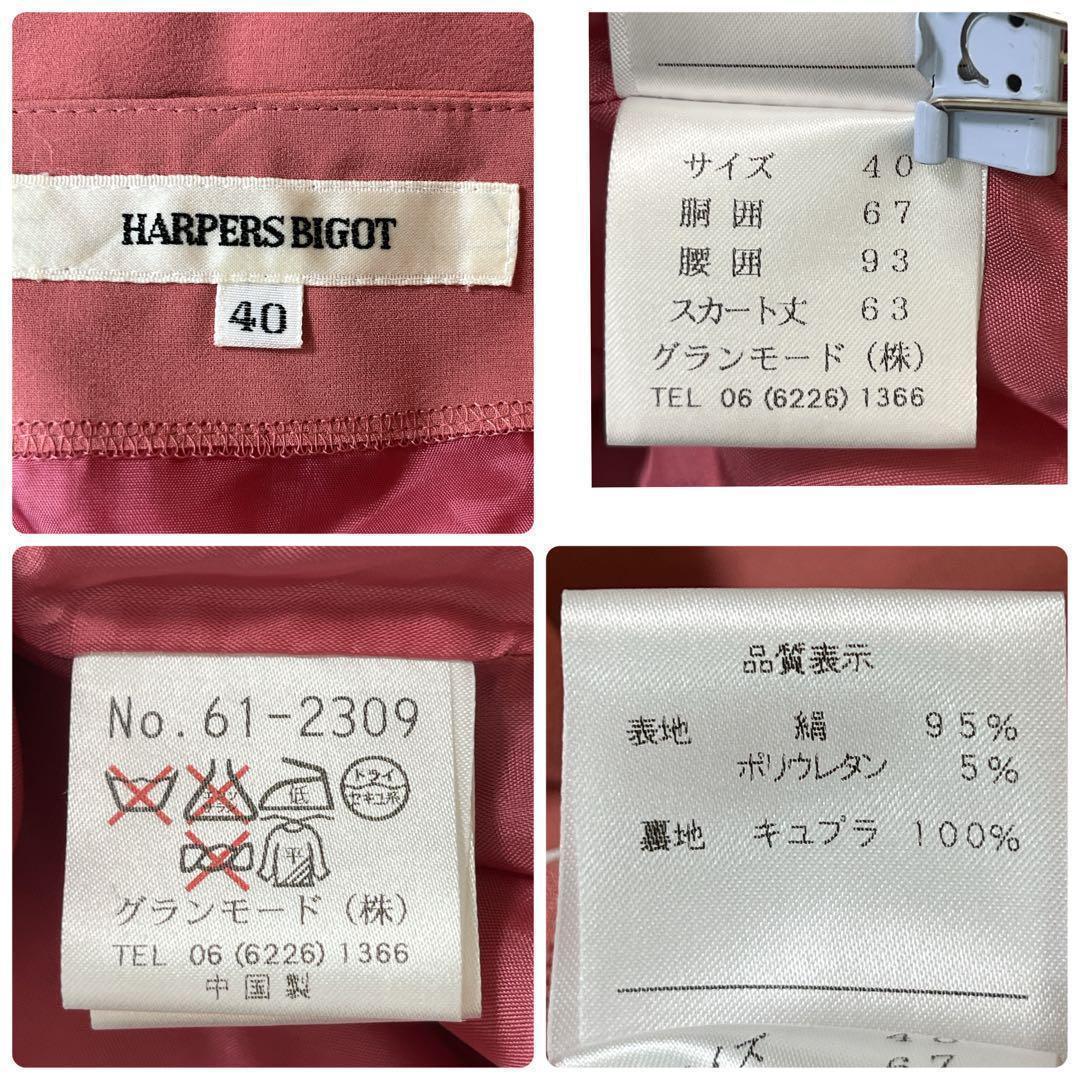 HARPERS BIGOT
40
サイズ 40
胴囲 67
腰囲 93
スカート丈 63
グランモード(株)
TEL 06(6226)1366
No.61-2309
低
ドライ
セキユ系
平
グランモード(株)
TEL 06(6226)1366
中国製
品質表示
表地 絹 95%
ポリウレタン 5%
裏地 キュプラ 100%